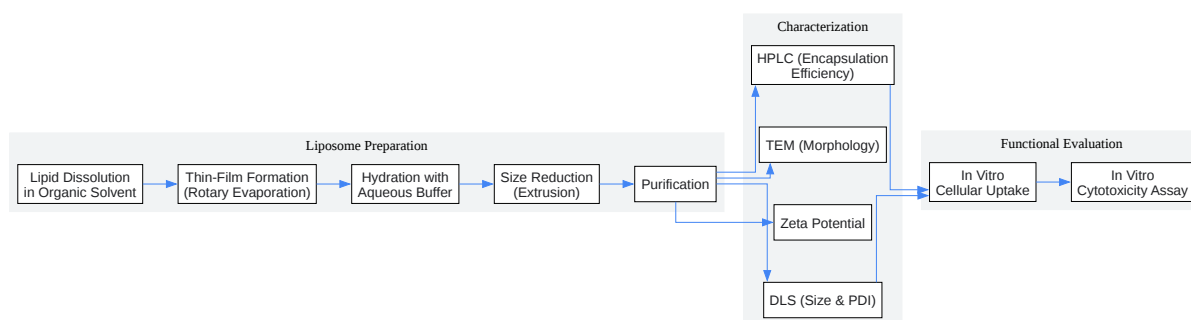 Liposome Preparation
Lipid Dissolution
in Organic Solvent
Thin-Film Formation
(Rotary Evaporation)
Hydration with
Aqueous Buffer
Size Reduction
(Extrusion)
Purification
Characterization
HPLC (Encapsulation
Efficiency)
TEM (Morphology)
Zeta Potential
DLS (Size & PDI)
Functional Evaluation
In Vitro
Cellular Uptake
In Vitro
Cytotoxicity Assay